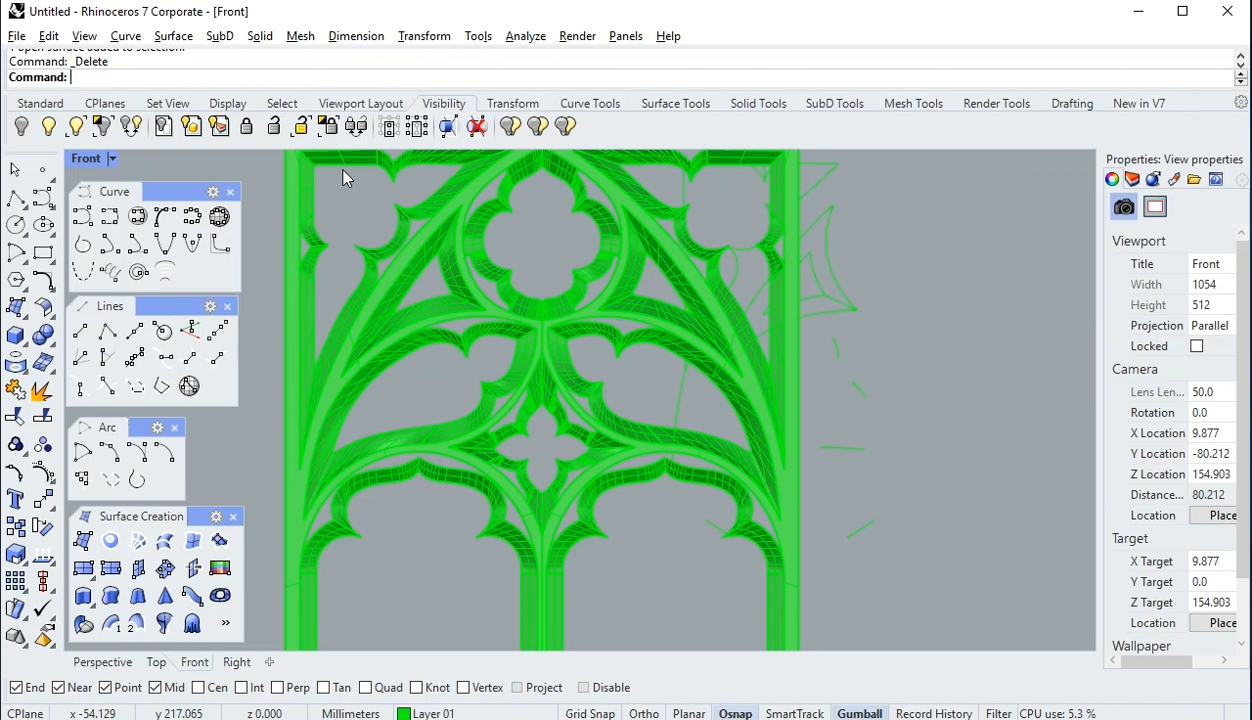 Untitled - Rhinoceros 7 Corporate - [Front]
File Edit View Curve Surface SubD Solid Mesh Dimension Transform Tools Analyze Render Panels Help
1 open surface added to selection.
Command: _Delete
Command:
Standard CPlanes Set View Display Select Viewport Layout Visibility Transform Curve Tools Surface Tools Solid Tools SubD Tools Mesh Tools Render Tools Drafting New in V7
Front
Curve
Lines
Arc
Surface Creation
Properties: View properties
Viewport
Title Front
Width 1054
Height 512
Projection Parallel
Locked
Camera
Lens Len... 50.0
Rotation 0.0
X Location 9.877
Y Location -80.212
Z Location 154.903
Distance... 80.212
Location Place
Target
X Target 9.877
Y Target 0.0
Z Target 154.903
Location Place
Wallpaper
Perspective Top Front Right
End Near Point Mid Cen Int Perp Tan Quad Knot Vertex Project Disable
CPlane x -54.129 y 217.065 z 0.000 Millimeters Layer 01 Grid Snap Ortho Planar Osnap SmartTrack Gumball Record History Filter CPU use: 5.3 %